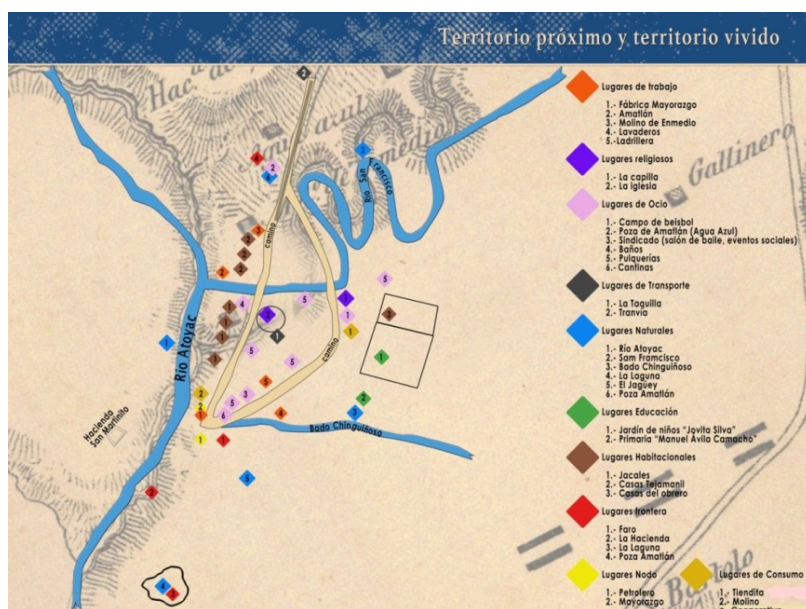 Territorio próximo y territorio vivido
Lugares de trabajo
1.- Fábrica Mayorazgo
2.- Amatlán
3.- Molino de Enmedio
4.- Lavaderos
5.-Ladrillera
Lugares religiosos
1.- La capilla
2.- La iglesia
Lugares de Ocio
1.- Campo de beisbol
2.- Poza de Amatlán (Agua Azul)
3.- Sindicado (salón de baile, eventos sociales)
4.- Baños
5.- Pulquerías
6.- Cantinas
Lugares de Transporte
1.- La Taquilla
2.- Tranvía
Lugares Naturales
1.- Río Atoyac
2.- Sam Francisco
3.- Bado Chinguiñoso
4.- La Laguna
5.- El Jagüey
6.- Poza Amatlán
Lugares Educación
1.- Jardín de niños "Jovita Silva"
2.- Primaria "Manuel Ávila Camacho"
Lugares Habitacionales
1.- Jacales
2.- Casas Tejamanil
3.- Casas del obrero
Lugares frontera
1.- Faro
2.- La Hacienda
3.- La Laguna
4.- Poza Amatlán
Lugares Nodo
1.- Petrolero
2.- Mayorazgo
Lugares de Consumo
1.- Tiendita
2.- Molino
Gallinero
Agua azul
Enmedio
Río San Francisco
camino
camino
Río Atoyac
Hacienda
San Martinito
Bado Chinguiñoso